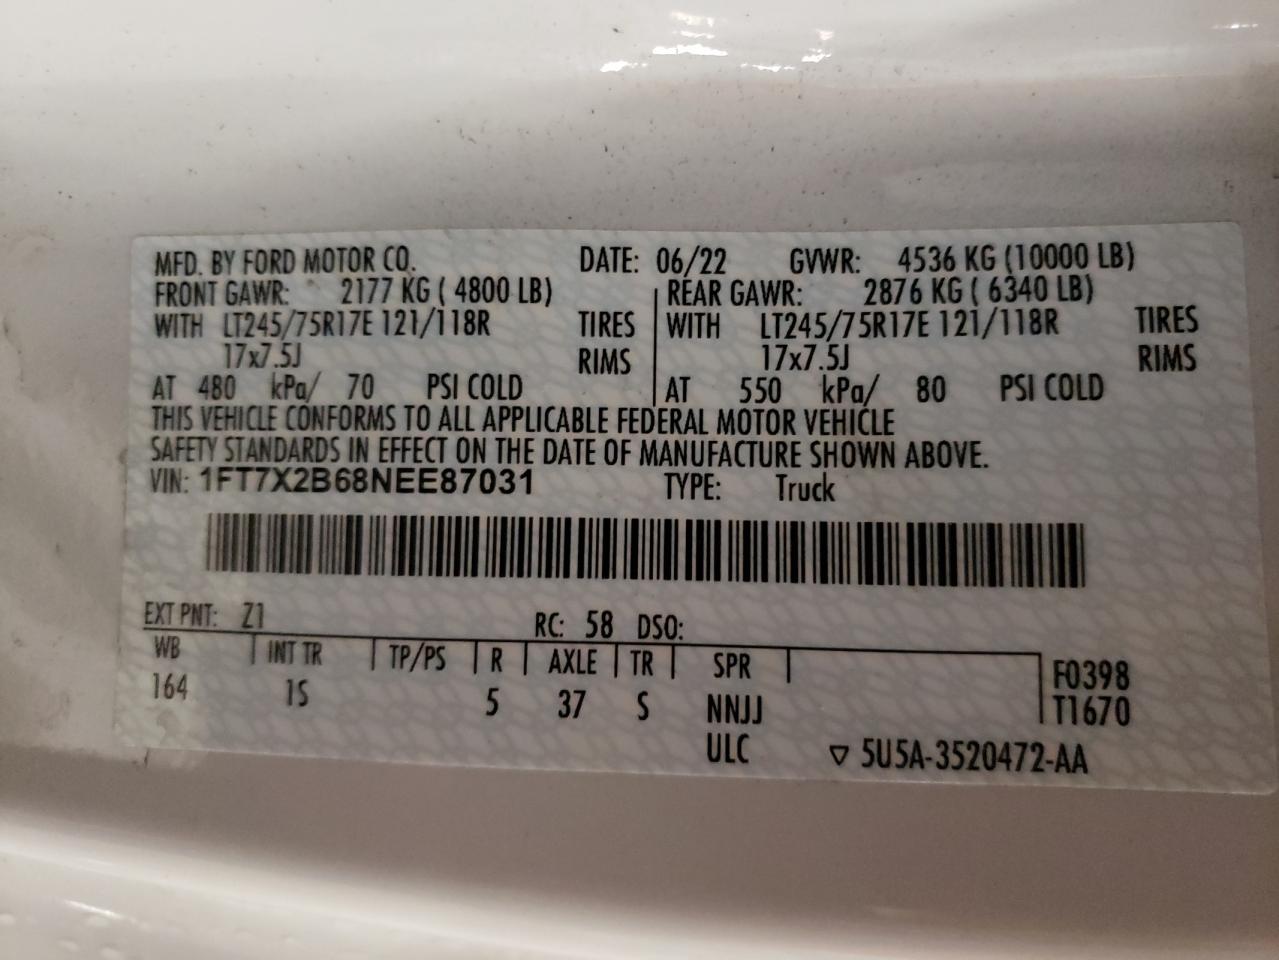 MFD. BY FORD MOTOR CO. DATE: 06/22 GVWR: 4536 KG (10000 LB)
FRONT GAWR: 2177 KG ( 4800 LB) REAR GAWR: 2876 KG ( 6340 LB)
WITH LT245/75R17E 121/118R TIRES WITH LT245/75R17E 121/118R TIRES
17x7.5J RIMS 17x7.5J RIMS
AT 480 kPa/ 70 PSI COLD AT 550 kPa/ 80 PSI COLD
THIS VEHICLE CONFORMS TO ALL APPLICABLE FEDERAL MOTOR VEHICLE
SAFETY STANDARDS IN EFFECT ON THE DATE OF MANUFACTURE SHOWN ABOVE.
VIN: 1FT7X2B68NEE87031 TYPE: Truck
EXT PNT: Z1 RC: 58 DSO:
WB INT TR TP/PS R AXLE TR SPR F0398
164 1S 5 37 S NNJJ T1670
ULC ▽ 5U5A-3520472-AA